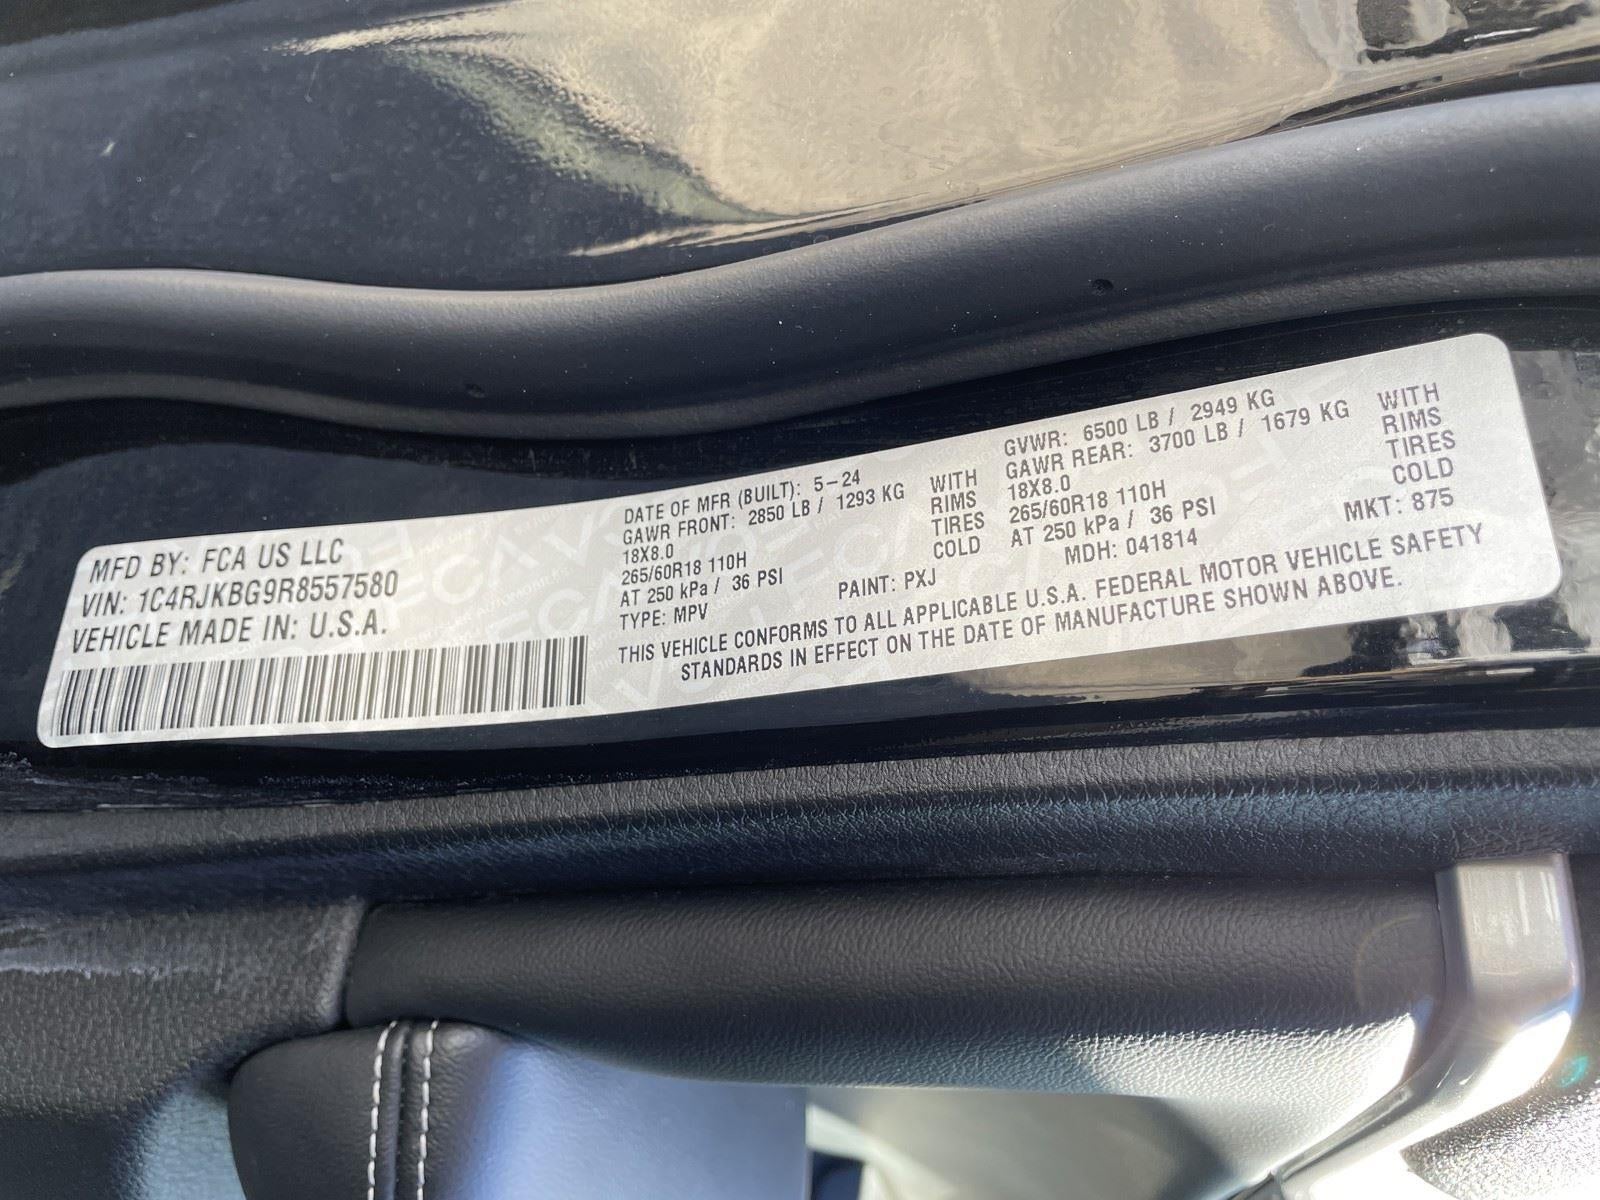 MFD BY: FCA US LLC
VIN: 1C4RJKBG9R8557580
VEHICLE MADE IN: U.S.A.
DATE OF MFR (BUILT): 5-24
GAWR FRONT: 2850 LB / 1293 KG WITH
18X8.0 RIMS
265/60R18 110H TIRES
AT 250 kPa / 36 PSI COLD
TYPE: MPV
GVWR: 6500 LB / 2949 KG
GAWR REAR: 3700 LB / 1679 KG WITH
18X8.0 RIMS
265/60R18 110H TIRES
AT 250 kPa / 36 PSI COLD
PAINT: PXJ MDH: 041814 MKT: 875
THIS VEHICLE CONFORMS TO ALL APPLICABLE U.S.A. FEDERAL MOTOR VEHICLE SAFETY
STANDARDS IN EFFECT ON THE DATE OF MANUFACTURE SHOWN ABOVE.